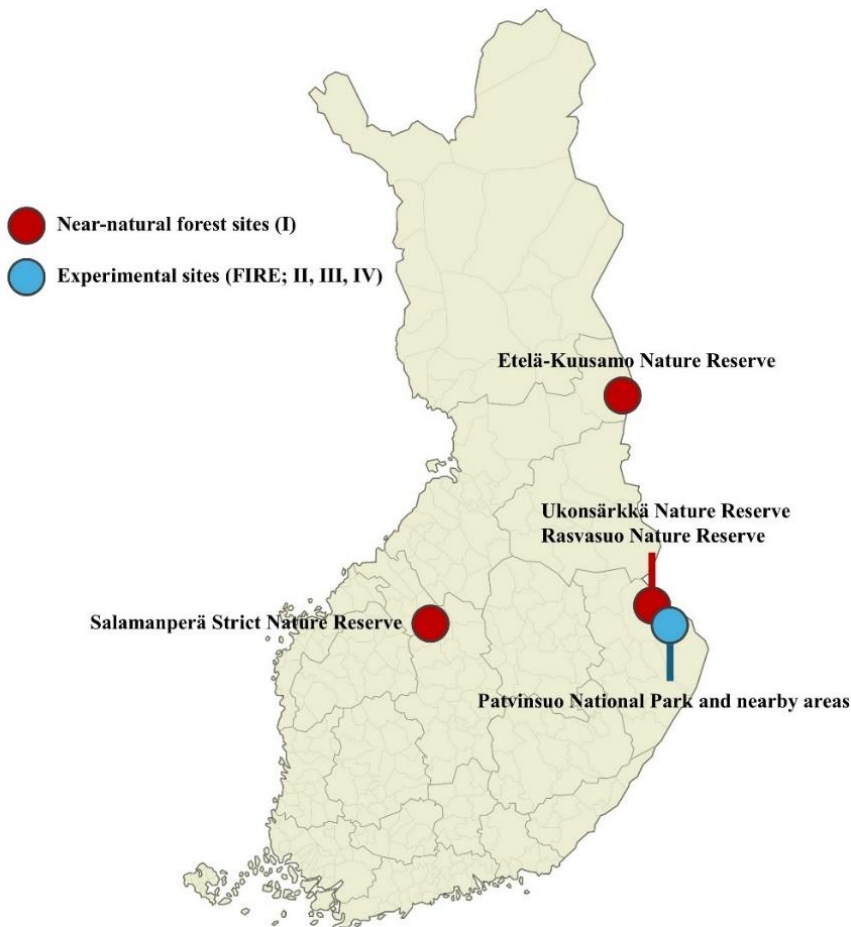 Near-natural forest sites (I)
Experimental sites (FIRE; II, III, IV)
Etelä-Kuusamo Nature Reserve
Ukonsärkkä Nature Reserve
Rasvasuo Nature Reserve
Salamanperä Strict Nature Reserve
Patvinsuo National Park and nearby areas